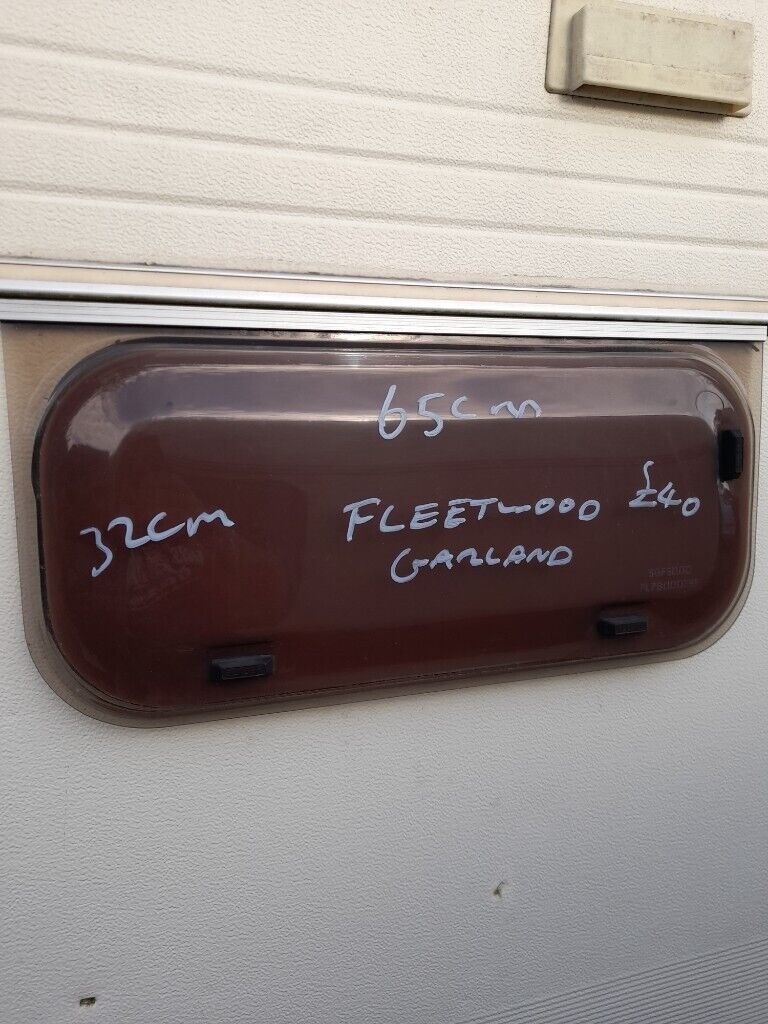 65cm
32cm
FLEETWOOD £40
GARLAND